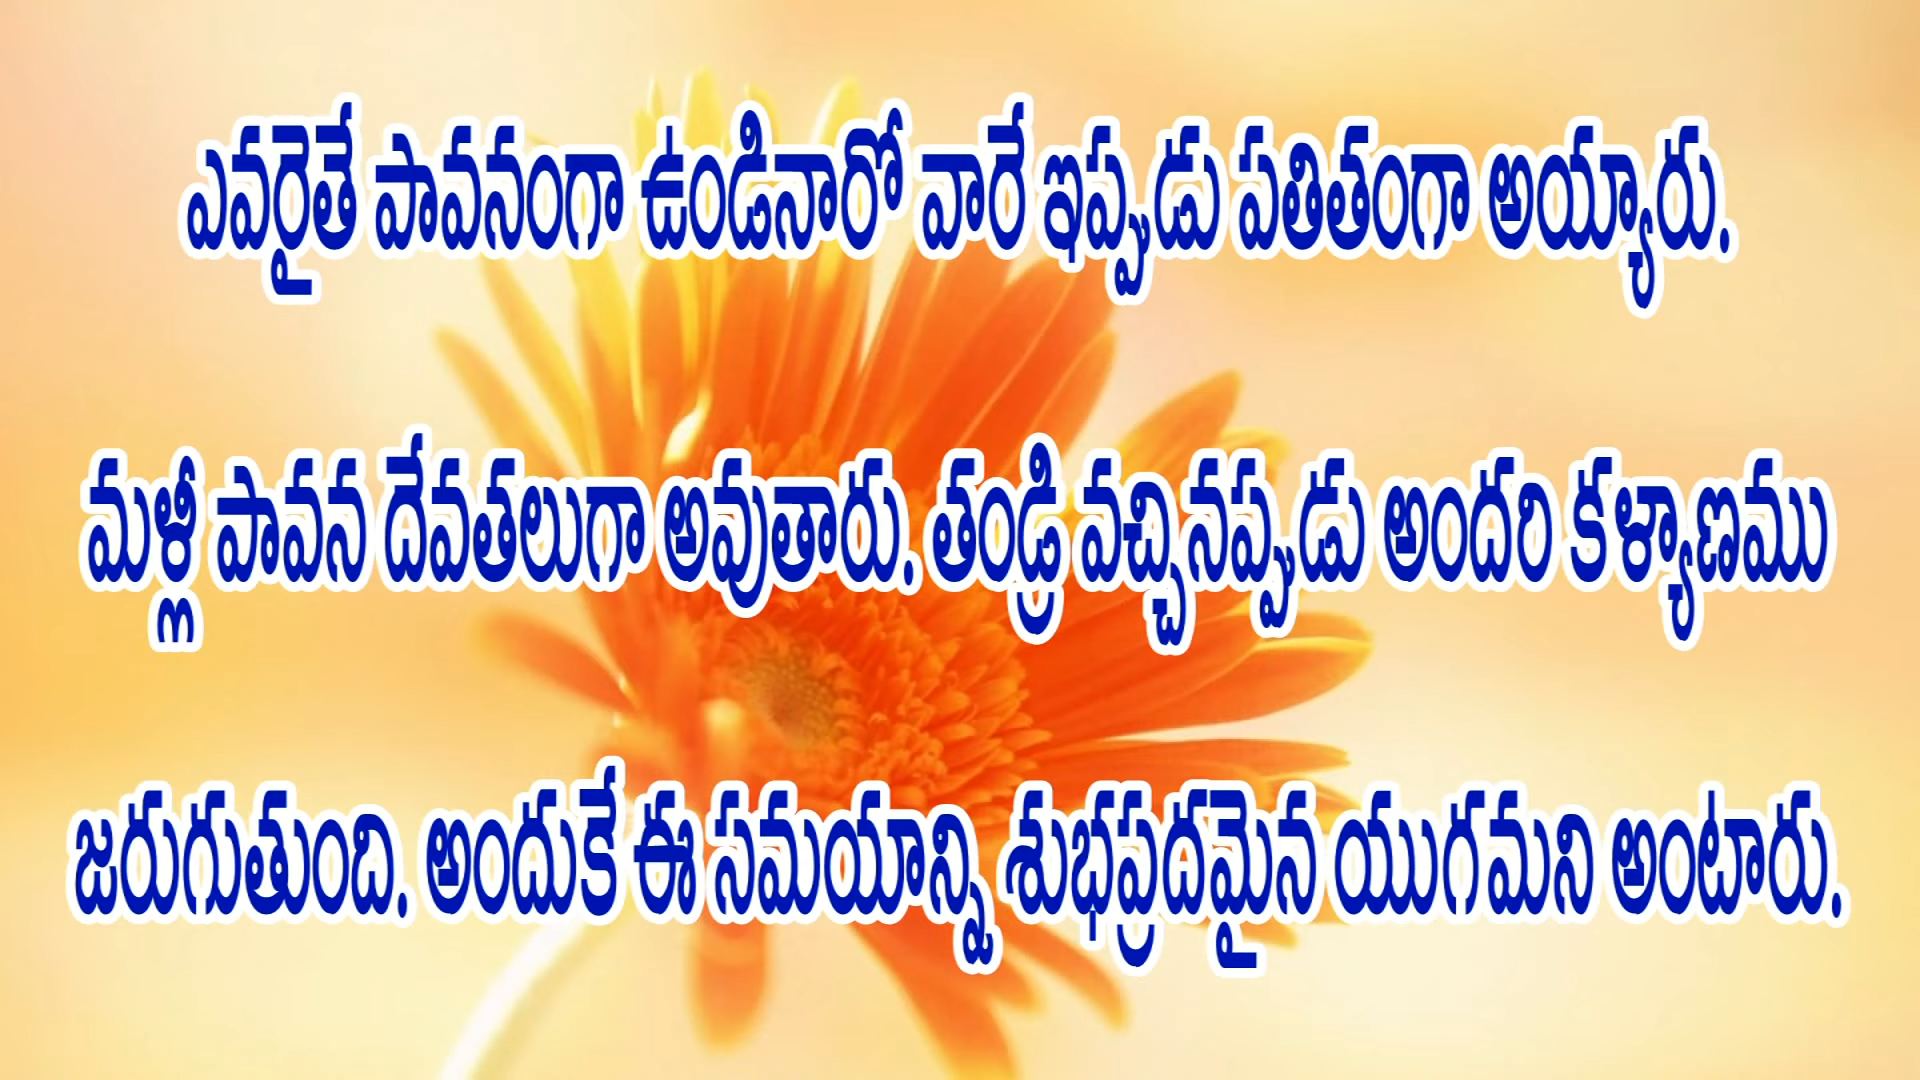 ఎవరైతే పావనంగా ఉండినారో వారే ఇప్పుడు పతితంగా అయ్యారు.
మళ్లీ పావన దేవతలుగా అవుతారు. తండ్రి వచ్చినప్పుడు అందరి కళ్యాణము
జరుగుతుంది. అందుకే ఈ సమయాన్ని శుభప్రదమైన యుగమని అంటారు.